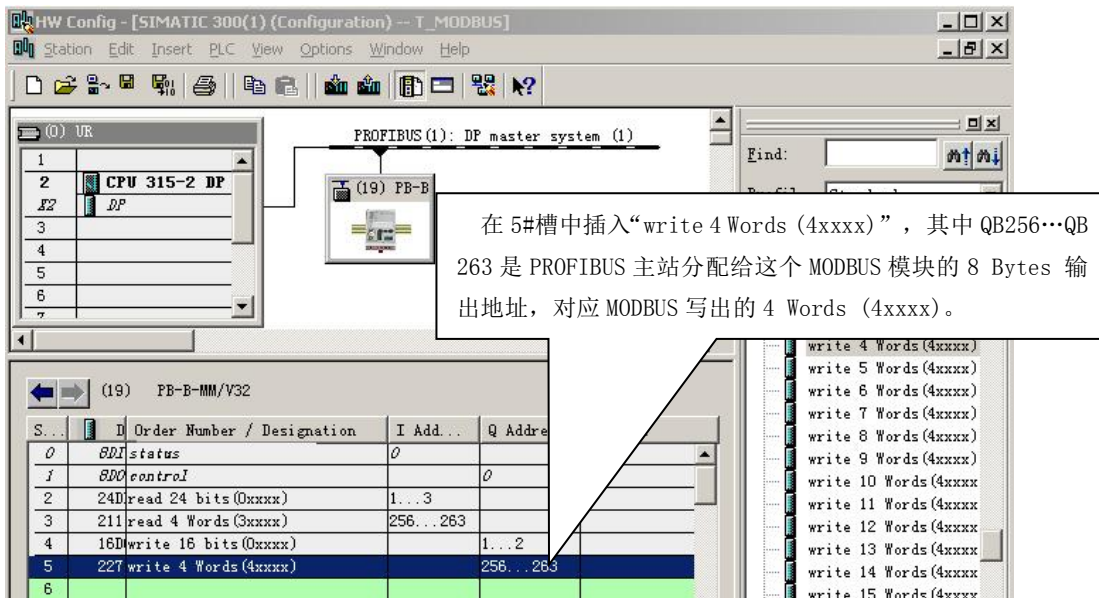 HW Config - [SIMATIC 300(1) (Configuration) -- T_MODBUS]
Station Edit Insert PLC View Options Window Help
(0) UR
1
2 CPU 315-2 DP
X2 DP
3
4
5
6
7
PROFIBUS(1): DP master system (1)
(19) PB-B
Find:
在 5#槽中插入“write 4 Words (4xxxx)”，其中 QB256…QB
263 是 PROFIBUS 主站分配给这个 MODBUS 模块的 8 Bytes 输
出地址，对应 MODBUS 写出的 4 Words (4xxxx)。
(19) PB-B-MM/V32
S... D Order Number / Designation I Add... Q Addre
0 8DI status 0
1 8DO control 0
2 24D read 24 bits(0xxxx) 1...3
3 211 read 4 Words(3xxxx) 256...263
4 16D write 16 bits(0xxxx) 1...2
5 227 write 4 Words(4xxxx) 256...263
6
write 4 Words(4xxxx)
write 5 Words(4xxxx)
write 6 Words(4xxxx)
write 7 Words(4xxxx)
write 8 Words(4xxxx)
write 9 Words(4xxxx)
write 10 Words(4xxxx
write 11 Words(4xxxx
write 12 Words(4xxxx
write 13 Words(4xxxx
write 14 Words(4xxxx
write 15 Words(4xxxx